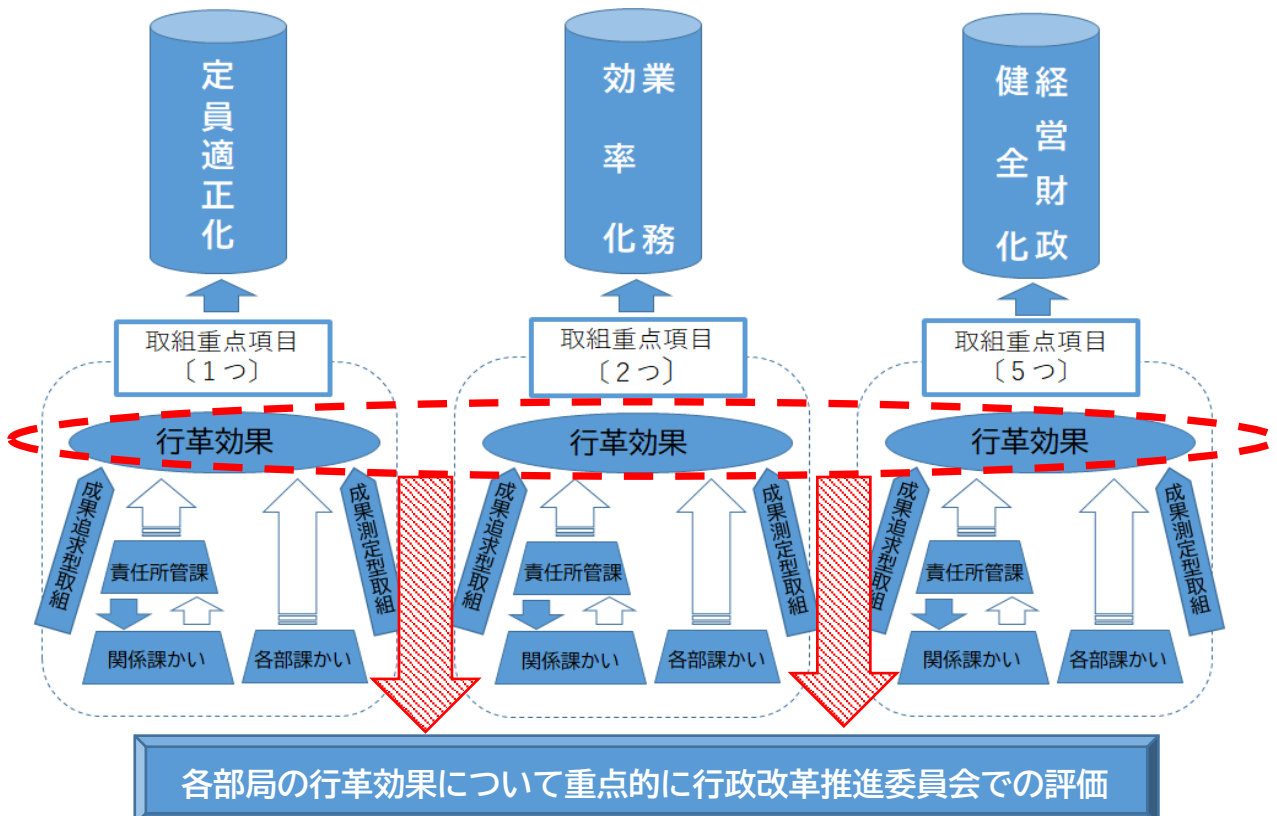 定員適正化
業務
効率化
経営財政
健全化
取組重点項目
〔1つ〕
取組重点項目
〔2つ〕
取組重点項目
〔5つ〕
行革効果
行革効果
行革効果
成果追求型取組
責任所管課
関係課かい
各部課かい
成果測定型取組
成果追求型取組
責任所管課
関係課かい
各部課かい
成果測定型取組
成果追求型取組
責任所管課
関係課かい
各部課かい
成果測定型取組
各部局の行革効果について重点的に行政改革推進委員会での評価